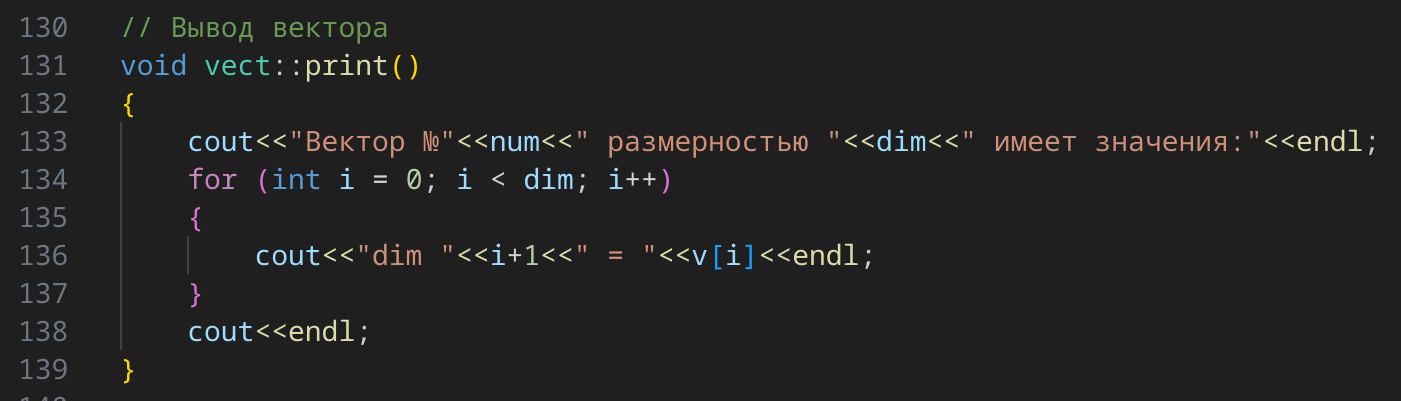 130 // Вывод вектора
131 void vect::print()
132 {
133 cout<<"Вектор №"<<num<<" размерностью "<<dim<<" имеет значения:"<<endl;
134 for (int i = 0; i < dim; i++)
135 {
136 cout<<"dim "<<i+1<<" = "<<v[i]<<endl;
137 }
138 cout<<endl;
139 }